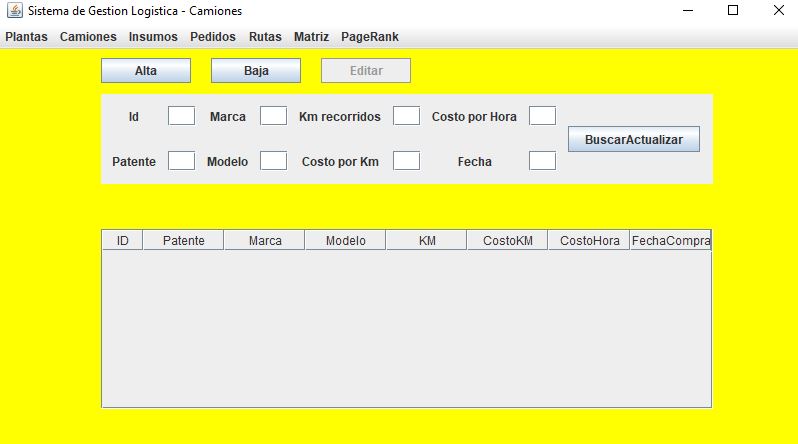 Sistema de Gestion Logistica - Camiones
Plantas Camiones Insumos Pedidos Rutas Matriz PageRank
Alta Baja Editar
Id Marca Km recorridos Costo por Hora
BuscarActualizar
Patente Modelo Costo por Km Fecha
ID Patente Marca Modelo KM CostoKM CostoHora FechaCompra